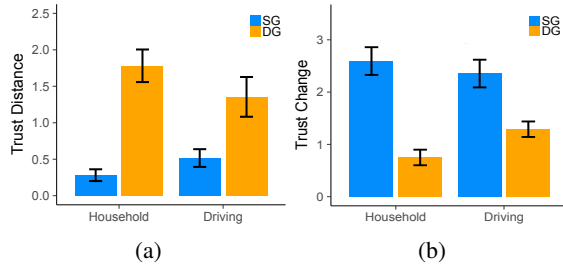 2.5
2.0
1.5
1.0
0.5
0.0
Trust Distance
SG
DG
Household
Driving
(a)
3
2
1
0
Trust Change
SG
DG
Household
Driving
(b)